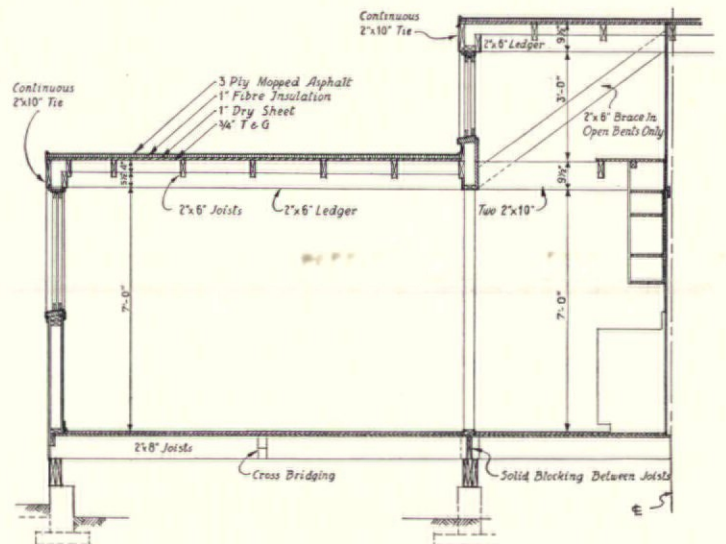 Continuous
2"x10" Tie
9½"
2"x6" Ledger
3 Ply Mopped Asphalt
1" Fibre Insulation
1" Dry Sheet
¾" T & G
Continuous
2"x10" Tie
3'-0"
2"x6" Brace In
Open Bents Only
9½"
2"x6" Joists
2"x6" Ledger
Two 2"x10"
7'-0"
7'-0"
2"x8" Joists
Cross Bridging
Solid Blocking Between Joists
℄